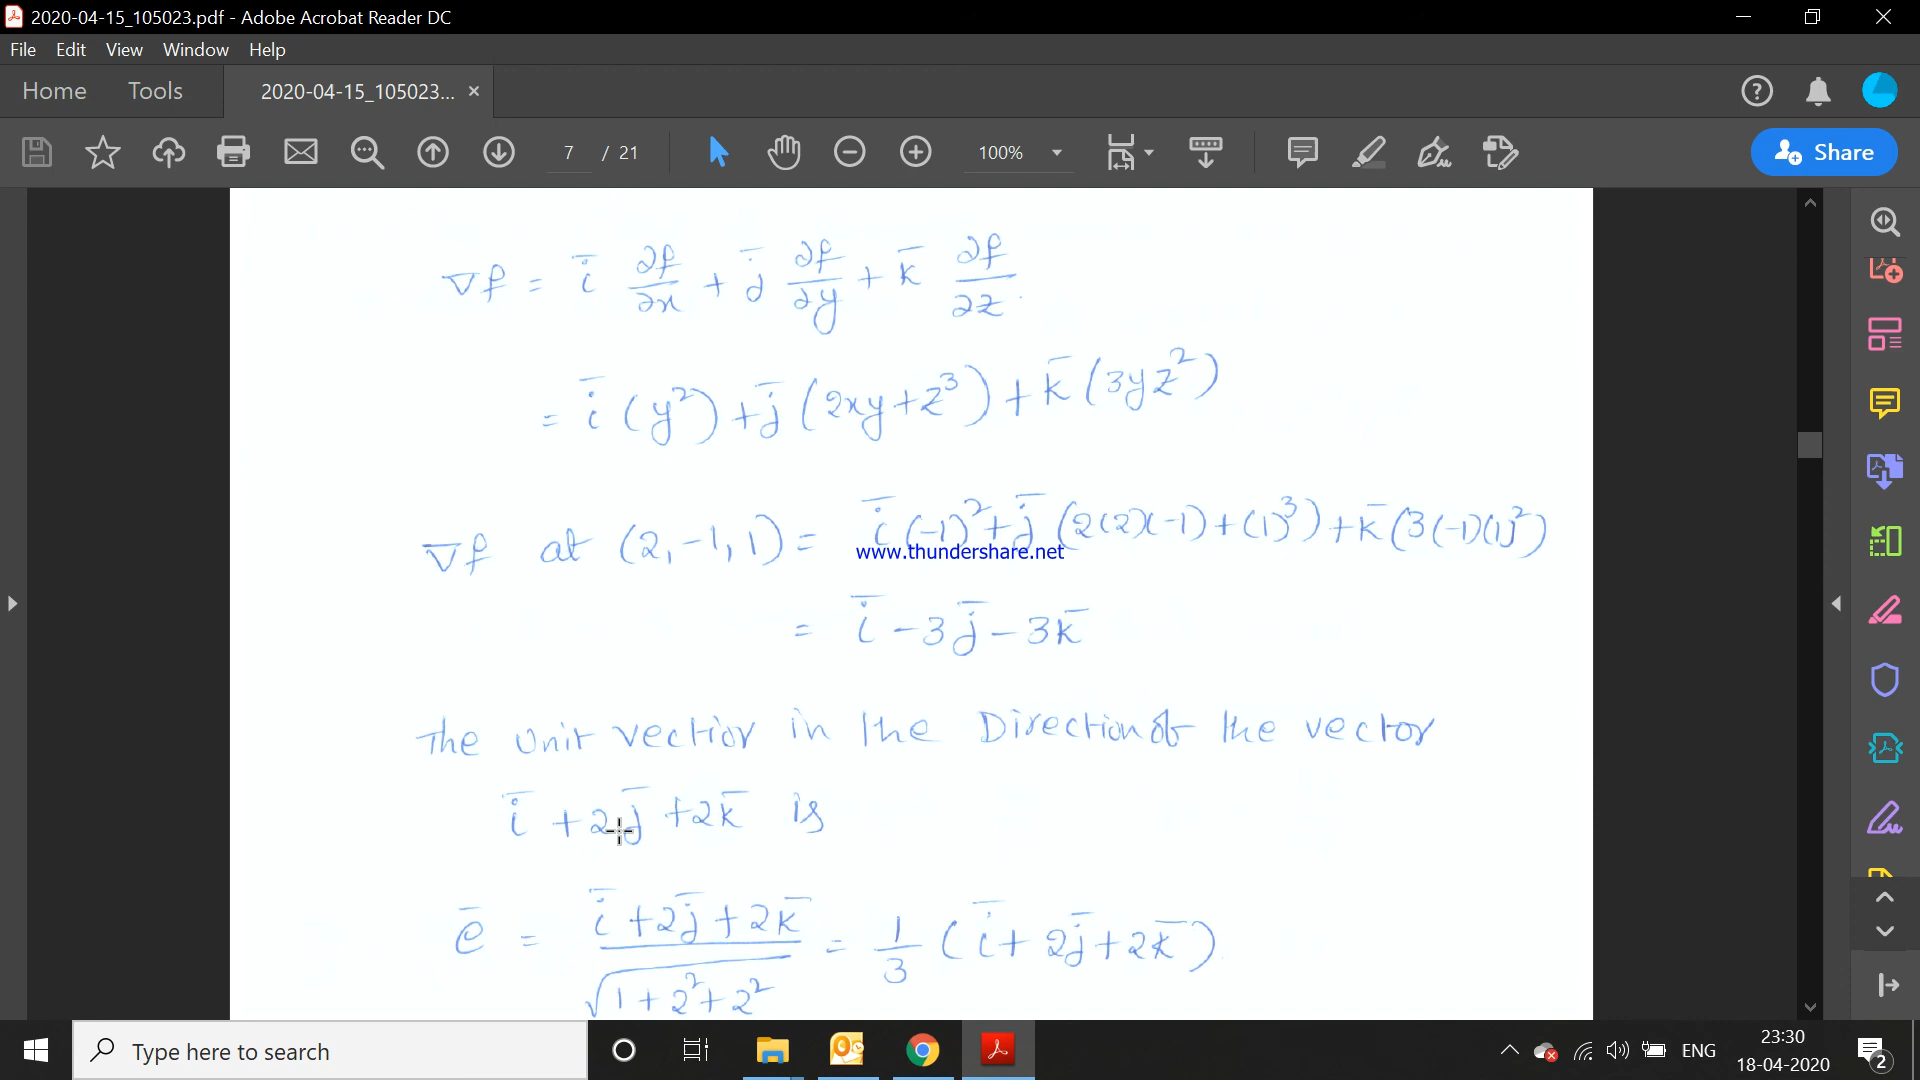 2020-04-15_105023.pdf - Adobe Acrobat Reader DC
File Edit View Window Help
Home Tools 2020-04-15_105023... ×
7 / 21 100% Share
∇f = i̅ ∂f/∂x + j̅ ∂f/∂y + k̅ ∂f/∂z
= i̅ (y²) + j̅ (2xy+z³) + k̅ (3yz²)
∇f at (2,-1,1) = i̅ (-1)² + j̅ (2(2)(-1)+(1)³) + k̅ (3(-1)(1)²)
www.thundershare.net
= i̅ - 3j̅ - 3k̅
The Unit vectior in the Direction of the vector
i̅ + 2j̅ + 2k̅ is
e̅ = i̅ + 2j̅ + 2k̅ / √1+2²+2² = 1/3 (i̅ + 2j̅ + 2k̅)
Type here to search
ENG
23:30
18-04-2020
2